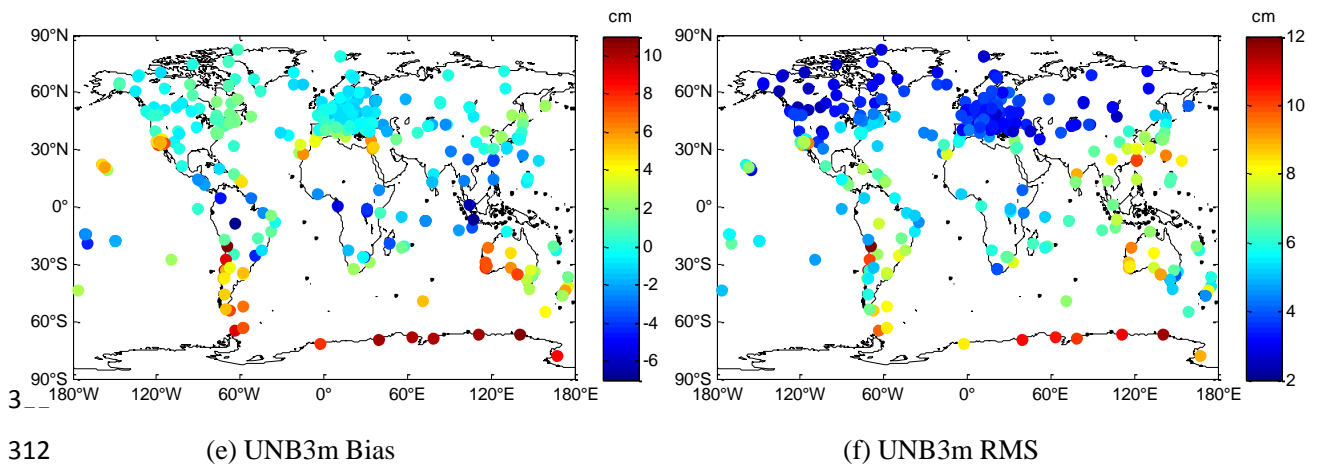 cm cm
90°N 90°N
10 12
60°N 60°N
8
10
6
30°N 30°N
4
8
2
0° 0°
0
6
30°S 30°S
-2
4
60°S -4 60°S
-6
90°S 90°S 2
180°W 120°W 60°W 0° 60°E 120°E 180°E 180°W 120°W 60°W 0° 60°E 120°E 180°E
312 (e) UNB3m Bias (f) UNB3m RMS